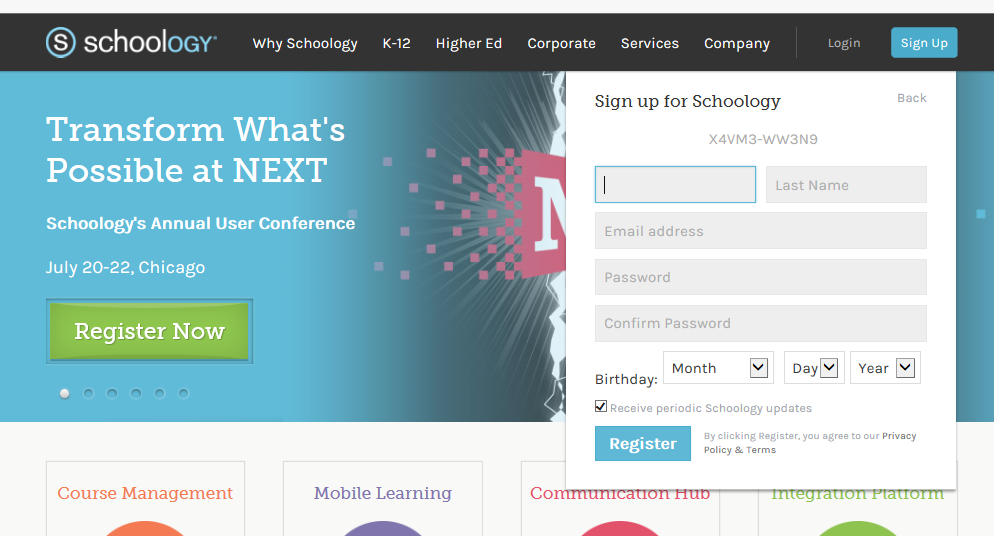 S schoology
Why Schoology K-12 Higher Ed Corporate Services Company Login Sign Up
Transform What's
Possible at NEXT
Schoology's Annual User Conference
July 20-22, Chicago
Register Now
N
Sign up for Schoology Back
X4VM3-WW3N9
Last Name
Email address
Password
Confirm Password
Birthday: Month Day Year
Receive periodic Schoology updates
Register
By clicking Register, you agree to our Privacy
Policy & Terms
Course Management Mobile Learning Communication Hub Integration Platform